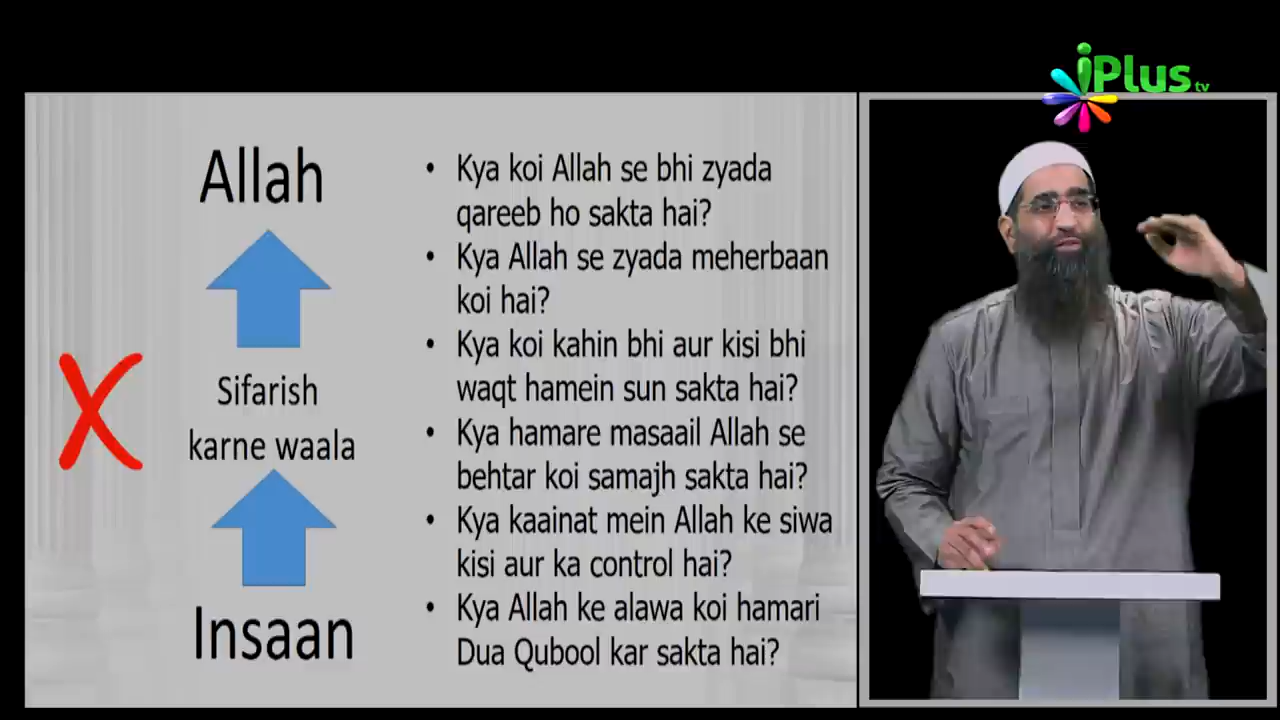 iPlus tv
Allah
Sifarish
karne waala
Insaan
• Kya koi Allah se bhi zyada
qareeb ho sakta hai?
• Kya Allah se zyada meherbaan
koi hai?
• Kya koi kahin bhi aur kisi bhi
waqt hamein sun sakta hai?
• Kya hamare masaail Allah se
behtar koi samajh sakta hai?
• Kya kaainat mein Allah ke siwa
kisi aur ka control hai?
• Kya Allah ke alawa koi hamari
Dua Qubool kar sakta hai?